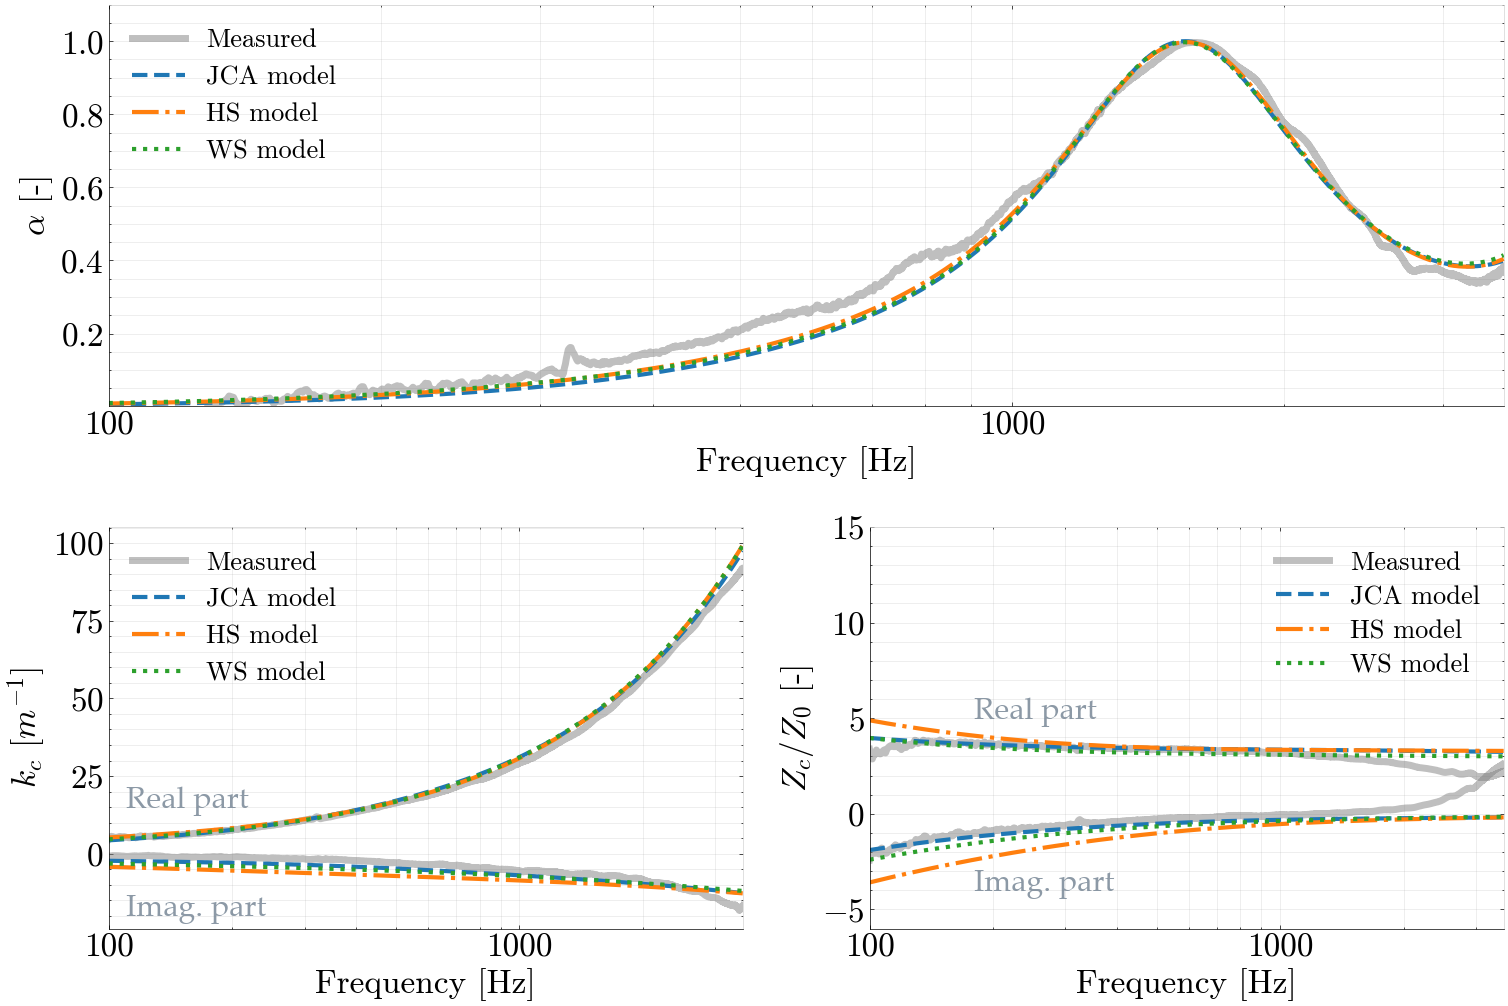 α [-]
1.0
0.8
0.6
0.4
0.2
Measured
JCA model
HS model
WS model
100
1000
Frequency [Hz]
k_c [m^{-1}]
100
75
50
25
0
Measured
JCA model
HS model
WS model
Real part
Imag. part
100
1000
Frequency [Hz]
Z_c/Z_0 [-]
15
10
5
0
−5
Measured
JCA model
HS model
WS model
Real part
Imag. part
100
1000
Frequency [Hz]